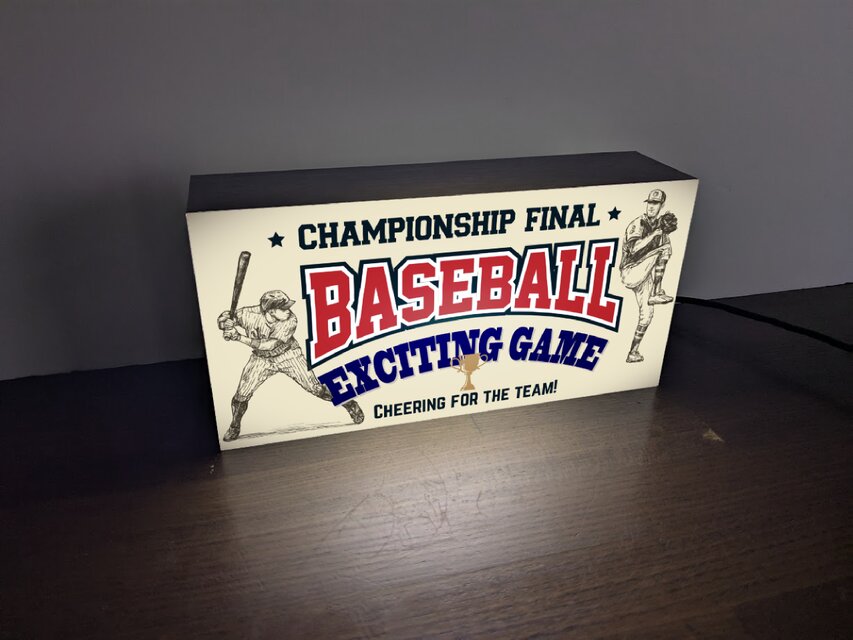 ★ CHAMPIONSHIP FINAL ★
BASEBALL
EXCITING GAME
CHEERING FOR THE TEAM!